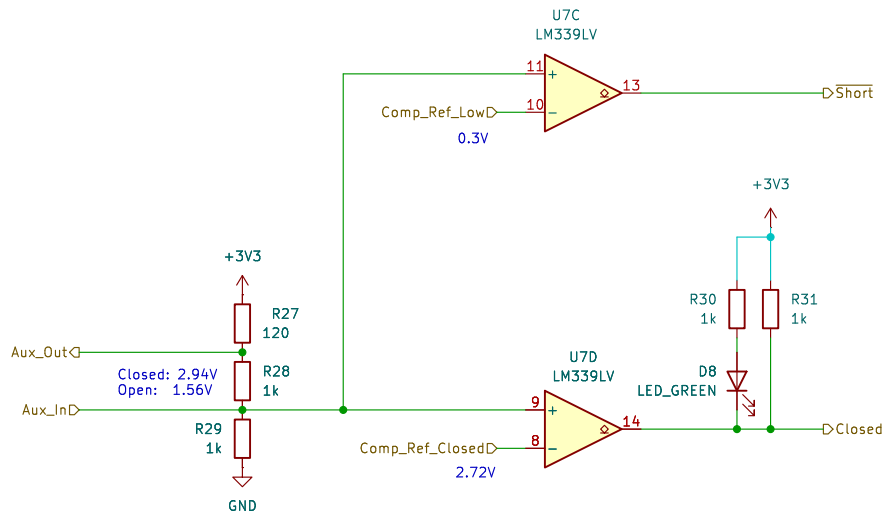 U7C
LM339LV
11
+
13
Short
Comp_Ref_Low
10
−
0.3V
+3V3
+3V3
R27
120
R30
1k
R31
1k
Aux_Out
Closed: 2.94V
Open: 1.56V
R28
1k
U7D
LM339LV
D8
LED_GREEN
Aux_In
9
+
14
Closed
R29
1k
Comp_Ref_Closed
8
−
2.72V
GND